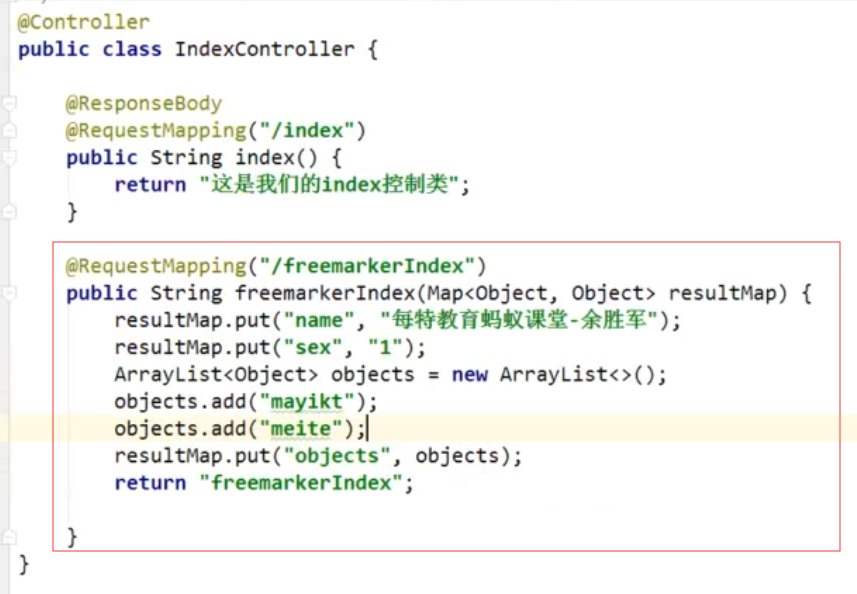 @Controller
public class IndexController {
@ResponseBody
@RequestMapping("/index")
public String index() {
return "这是我们的index控制类";
}
@RequestMapping("/freemarkerIndex")
public String freemarkerIndex(Map<Object, Object> resultMap) {
resultMap.put("name", "每特教育蚂蚁课堂-余胜军");
resultMap.put("sex", "1");
ArrayList<Object> objects = new ArrayList<>();
objects.add("mayikt");
objects.add("meite");
resultMap.put("objects", objects);
return "freemarkerIndex";
}
}